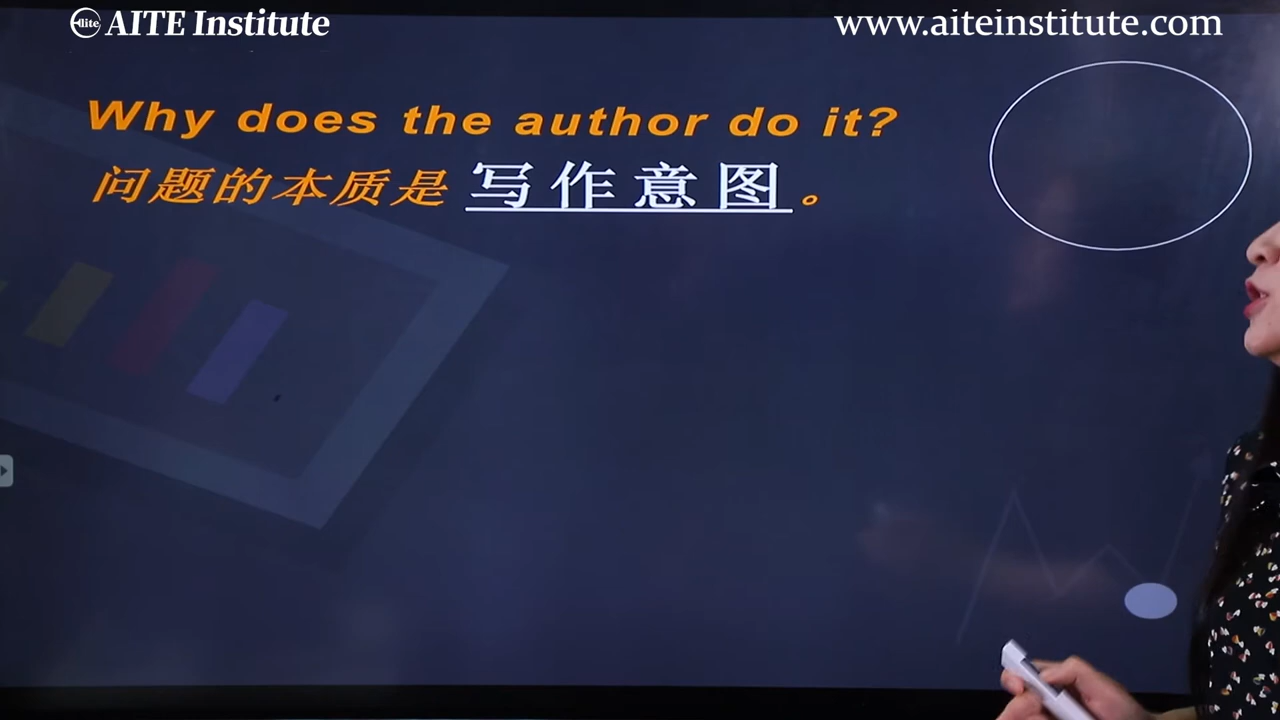 Elite AITE Institute
www.aiteinstitute.com
Why does the author do it?
问题的本质是写作意图。